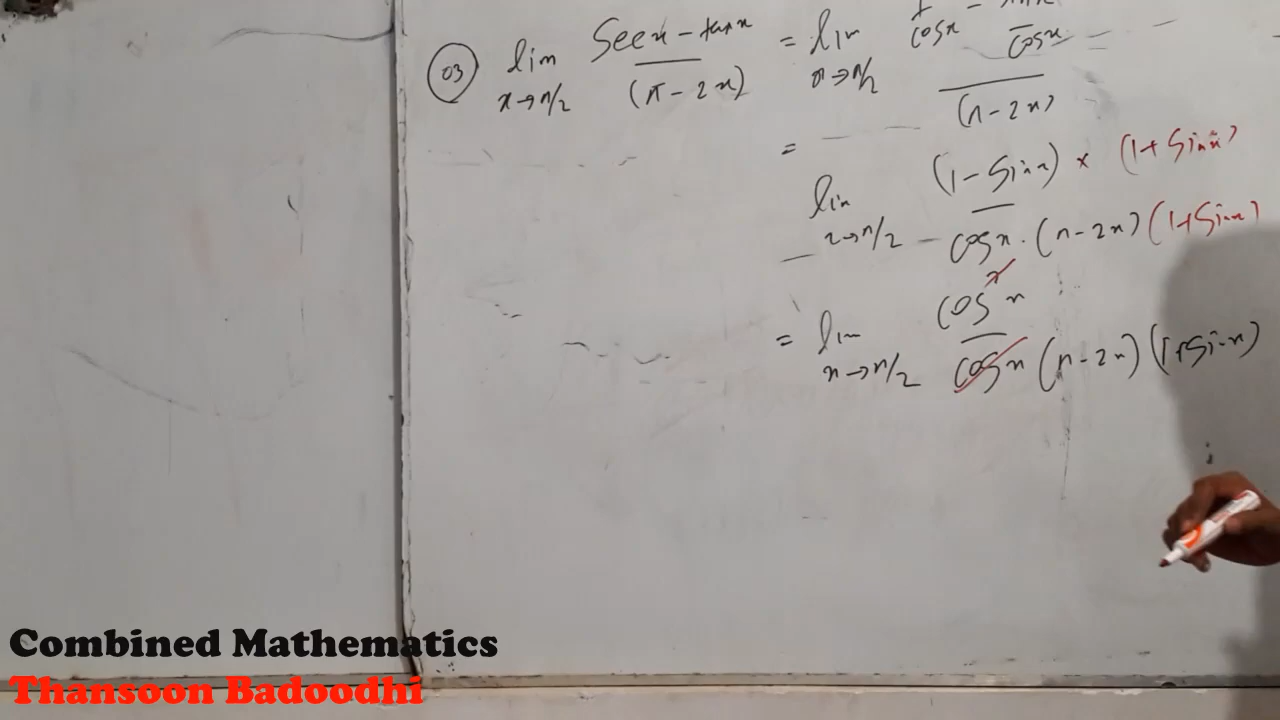 03 lim x→π/2 Sec x − tan x / (π − 2x) = lim x→π/2 1/cos x − sin x/cos x / (π − 2x)
= lim x→π/2 (1 − Sin x) × (1 + Sin x) / cos x · (π − 2x) (1 + Sin x)
= lim x→π/2 cos² x / cos x (π − 2x) (1 + Sin x)
Combined Mathematics
Thansoon Badoodhi